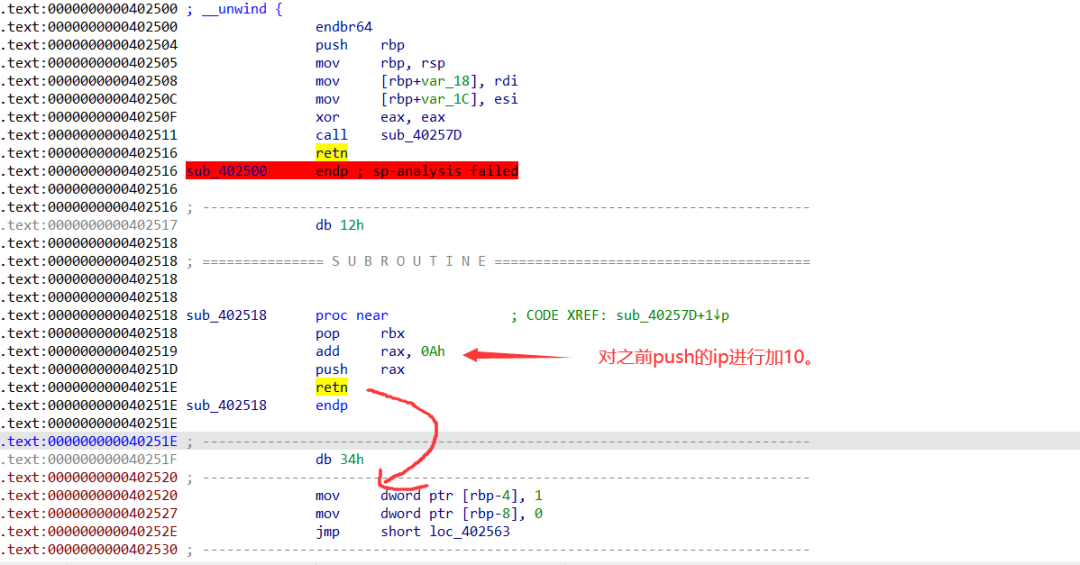 .text:0000000000402500 ; __unwind {
.text:0000000000402500 endbr64
.text:0000000000402504 push rbp
.text:0000000000402505 mov rbp, rsp
.text:0000000000402508 mov [rbp+var_18], rdi
.text:000000000040250C mov [rbp+var_1C], esi
.text:000000000040250F xor eax, eax
.text:0000000000402511 call sub_40257D
.text:0000000000402516 retn
.text:0000000000402516 sub_402500 endp ; sp-analysis failed
.text:0000000000402516
.text:0000000000402516 ; ---------------------------------------------------------------------------
.text:0000000000402517 db 12h
.text:0000000000402518
.text:0000000000402518 ; =============== S U B R O U T I N E =======================================
.text:0000000000402518
.text:0000000000402518
.text:0000000000402518 sub_402518 proc near ; CODE XREF: sub_40257D+1↓p
.text:0000000000402518 pop rbx
.text:0000000000402519 add rax, 0Ah 对之前push的ip进行加10。
.text:000000000040251D push rax
.text:000000000040251E retn
.text:000000000040251E sub_402518 endp
.text:000000000040251E
.text:000000000040251E ; ---------------------------------------------------------------------------
.text:000000000040251F db 34h
.text:0000000000402520 ; ---------------------------------------------------------------------------
.text:0000000000402520 mov dword ptr [rbp-4], 1
.text:0000000000402527 mov dword ptr [rbp-8], 0
.text:000000000040252E jmp short loc_402563
.text:0000000000402530 ; ---------------------------------------------------------------------------